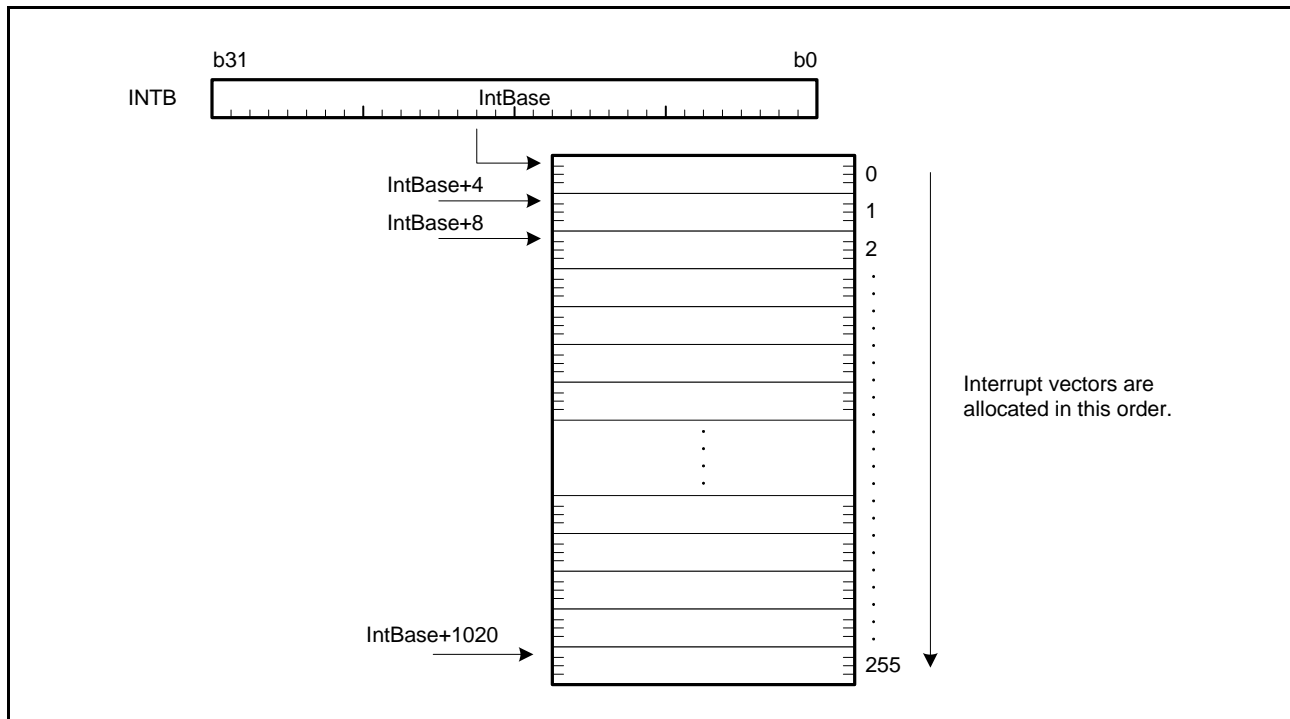 b31 b0
INTB IntBase
0
IntBase+4
1
IntBase+8
2
Interrupt vectors are
allocated in this order.
IntBase+1020
255